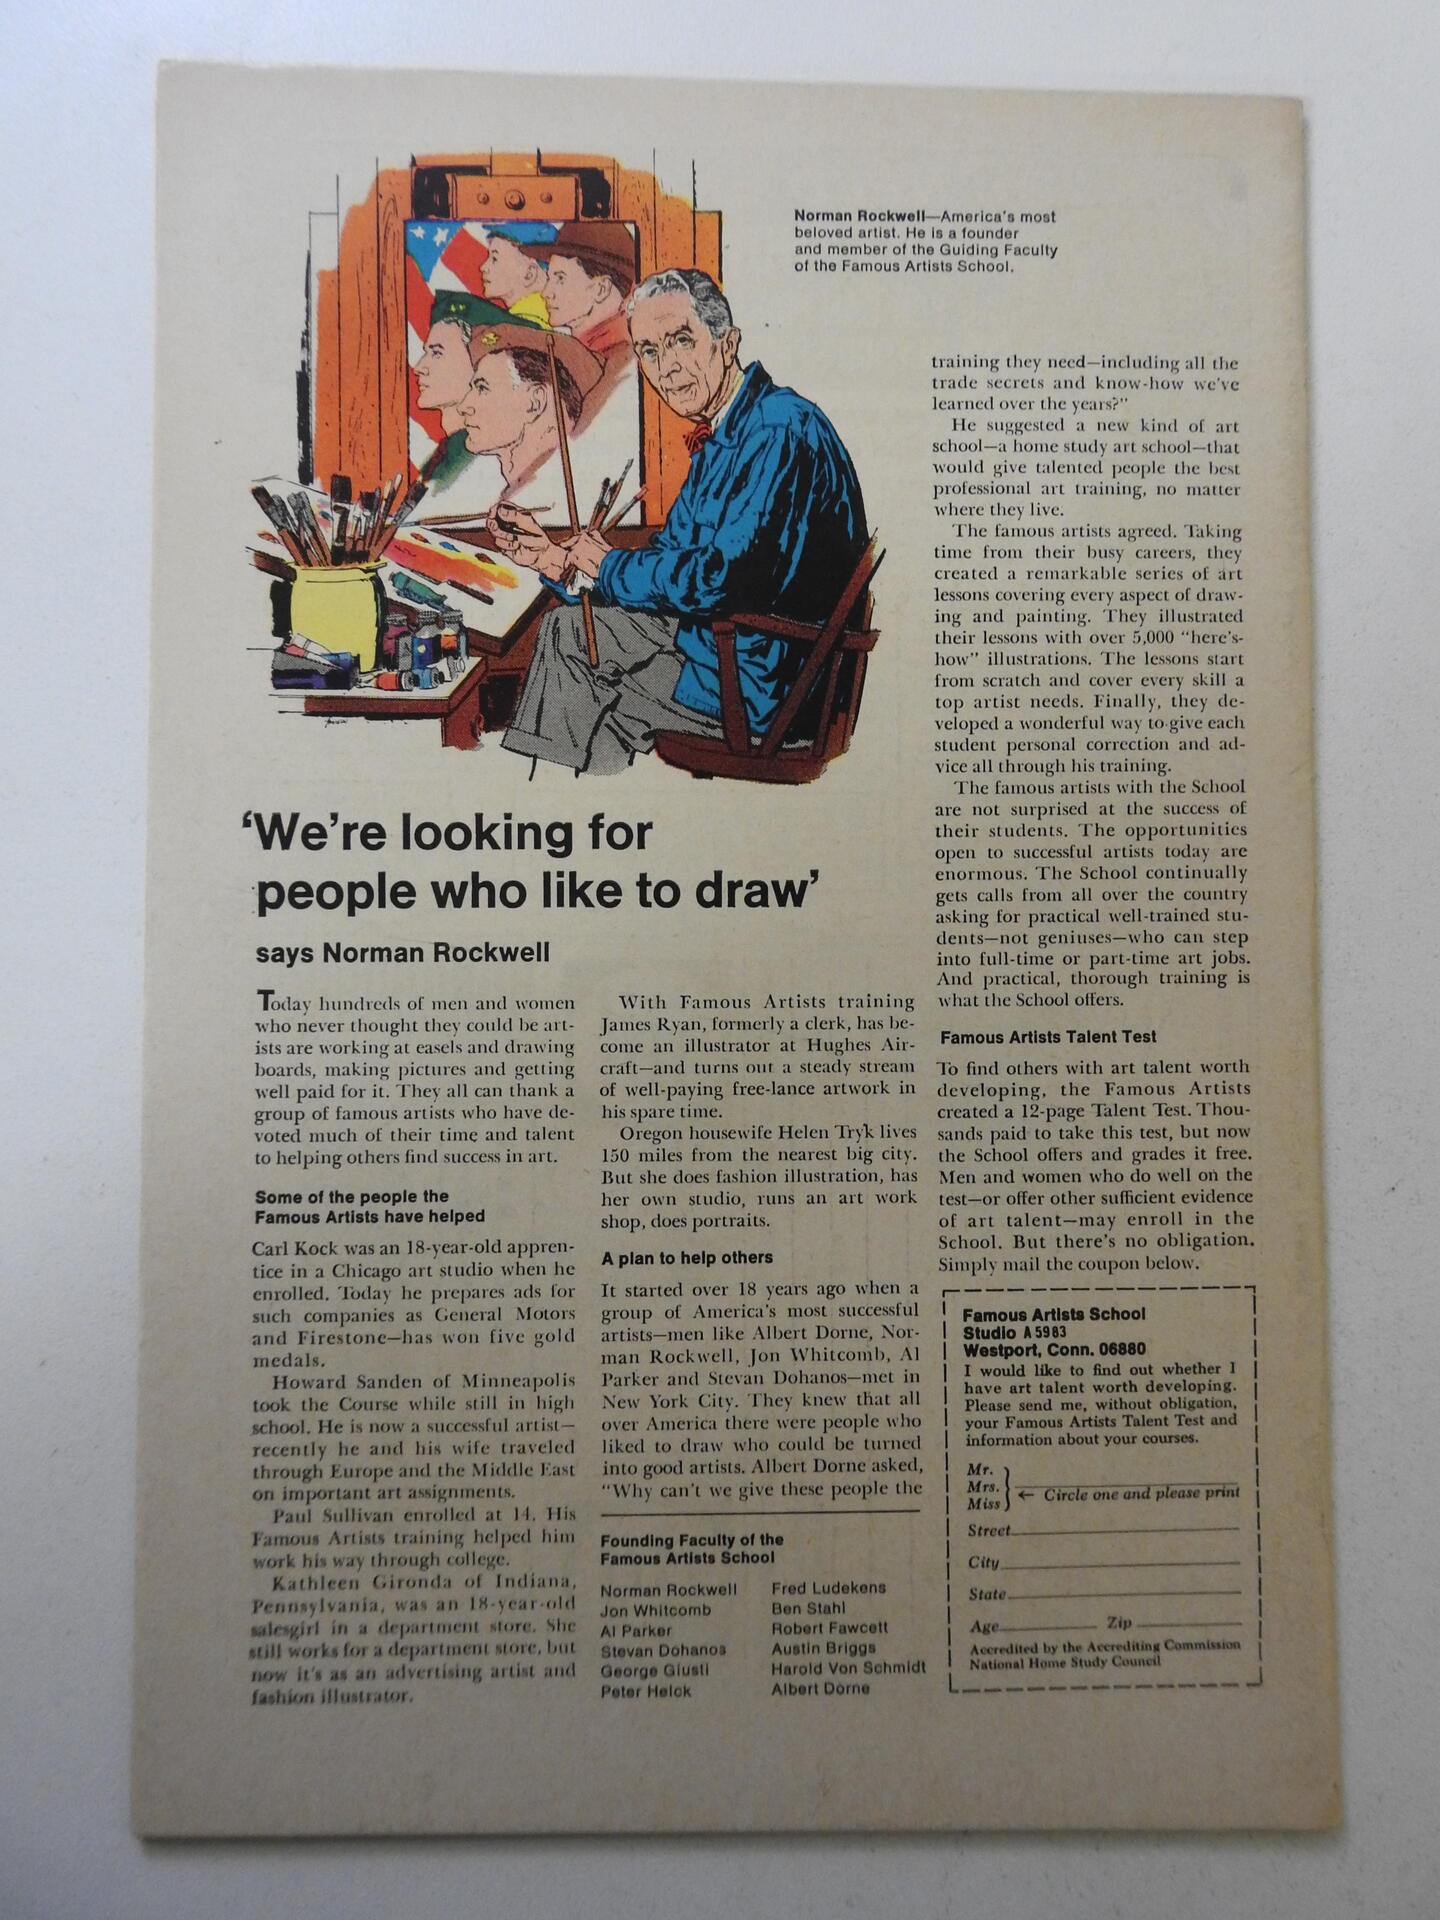 Norman Rockwell—America's most
beloved artist. He is a founder
and member of the Guiding Faculty
of the Famous Artists School.
'We're looking for
people who like to draw'
says Norman Rockwell
Today hundreds of men and women
who never thought they could be art-
ists are working at easels and drawing
boards, making pictures and getting
well paid for it. They all can thank a
group of famous artists who have de-
voted much of their time and talent
to helping others find success in art.
Some of the people the
Famous Artists have helped
Carl Kock was an 18-year-old appren-
tice in a Chicago art studio when he
enrolled. Today he prepares ads for
such companies as General Motors
and Firestone—has won five gold
medals.
Howard Sanden of Minneapolis
took the Course while still in high
school. He is now a successful artist—
recently he and his wife traveled
through Europe and the Middle East
on important art assignments.
Paul Sullivan enrolled at 14. His
Famous Artists training helped him
work his way through college.
Kathleen Gironda of Indiana,
Pennsylvania, was an 18-year-old
salesgirl in a department store. She
still works for a department store, but
now it's as an advertising artist and
fashion illustrator.
With Famous Artists training
James Ryan, formerly a clerk, has be-
come an illustrator at Hughes Air-
craft—and turns out a steady stream
of well-paying free-lance artwork in
his spare time.
Oregon housewife Helen Tryk lives
150 miles from the nearest big city.
But she does fashion illustration, has
her own studio, runs an art work
shop, does portraits.
A plan to help others
It started over 18 years ago when a
group of America's most successful
artists—men like Albert Dorne, Nor-
man Rockwell, Jon Whitcomb, Al
Parker and Stevan Dohanos—met in
New York City. They knew that all
over America there were people who
liked to draw who could be turned
into good artists. Albert Dorne asked,
"Why can't we give these people the
training they need—including all the
trade secrets and know-how we've
learned over the years?"
He suggested a new kind of art
school—a home study art school—that
would give talented people the best
professional art training, no matter
where they live.
The famous artists agreed. Taking
time from their busy careers, they
created a remarkable series of art
lessons covering every aspect of draw-
ing and painting. They illustrated
their lessons with over 5,000 "here's-
how" illustrations. The lessons start
from scratch and cover every skill a
top artist needs. Finally, they de-
veloped a wonderful way to give each
student personal correction and ad-
vice all through his training.
The famous artists with the School
are not surprised at the success of
their students. The opportunities
open to successful artists today are
enormous. The School continually
gets calls from all over the country
asking for practical well-trained stu-
dents—not geniuses—who can step
into full-time or part-time art jobs.
And practical, thorough training is
what the School offers.
Famous Artists Talent Test
To find others with art talent worth
developing, the Famous Artists
created a 12-page Talent Test. Thou-
sands paid to take this test, but now
the School offers and grades it free.
Men and women who do well on the
test—or offer other sufficient evidence
of art talent—may enroll in the
School. But there's no obligation.
Simply mail the coupon below.
Founding Faculty of the
Famous Artists School
Norman Rockwell
Jon Whitcomb
Al Parker
Stevan Dohanos
George Giusti
Peter Helck
Fred Ludekens
Ben Stahl
Robert Fawcett
Austin Briggs
Harold Von Schmidt
Albert Dorne
Famous Artists School
Studio A5983
Westport, Conn. 06880
I would like to find out whether I
have art talent worth developing.
Please send me, without obligation,
your Famous Artists Talent Test and
information about your courses.
Mr.
Mrs.
Miss
← Circle one and please print
Street
City
State
Age Zip
Accredited by the Accrediting Commission
National Home Study Council